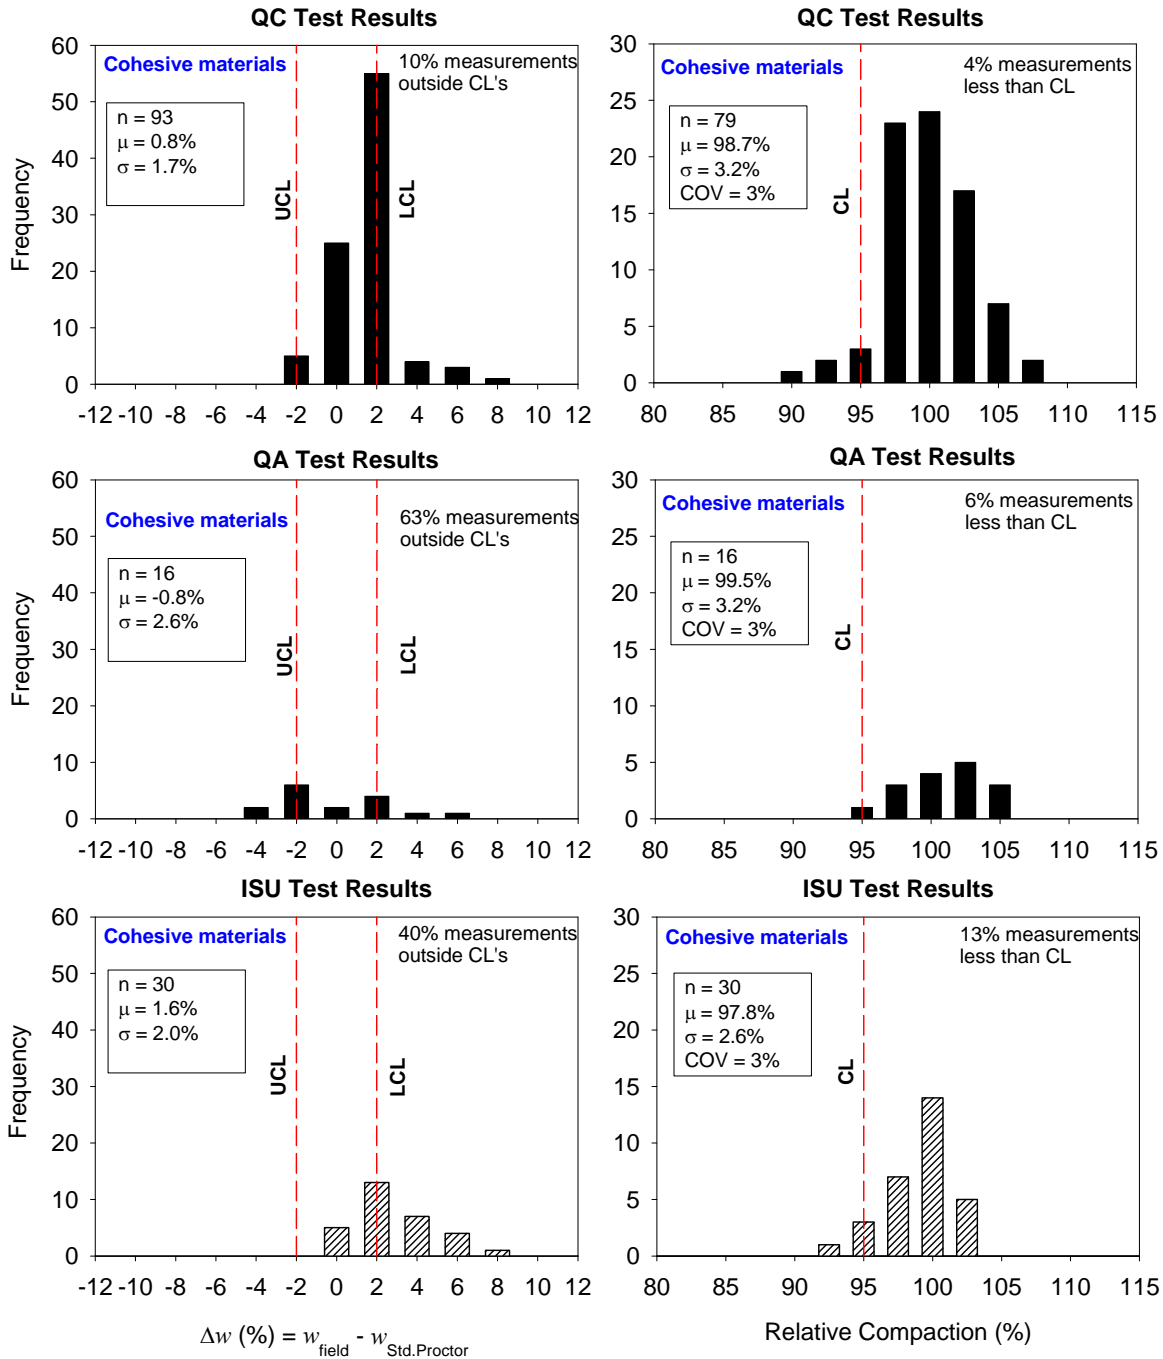 QC Test Results
60
50
40
30
20
10
0
Frequency
Cohesive materials
10% measurements
outside CL's
n = 93
μ = 0.8%
σ = 1.7%
UCL
LCL
-12 -10 -8 -6 -4 -2 0 2 4 6 8 10 12
QC Test Results
30
25
20
15
10
5
0
Cohesive materials
4% measurements
less than CL
n = 79
μ = 98.7%
σ = 3.2%
COV = 3%
CL
80 85 90 95 100 105 110 115
QA Test Results
60
50
40
30
20
10
0
Frequency
Cohesive materials
63% measurements
outside CL's
n = 16
μ = -0.8%
σ = 2.6%
UCL
LCL
-12 -10 -8 -6 -4 -2 0 2 4 6 8 10 12
QA Test Results
30
25
20
15
10
5
0
Cohesive materials
6% measurements
less than CL
n = 16
μ = 99.5%
σ = 3.2%
COV = 3%
CL
80 85 90 95 100 105 110 115
ISU Test Results
60
50
40
30
20
10
0
Frequency
Cohesive materials
40% measurements
outside CL's
n = 30
μ = 1.6%
σ = 2.0%
UCL
LCL
-12 -10 -8 -6 -4 -2 0 2 4 6 8 10 12
Δw (%) = w field - w Std.Proctor
ISU Test Results
30
25
20
15
10
5
0
Cohesive materials
13% measurements
less than CL
n = 30
μ = 97.8%
σ = 2.6%
COV = 3%
CL
80 85 90 95 100 105 110 115
Relative Compaction (%)